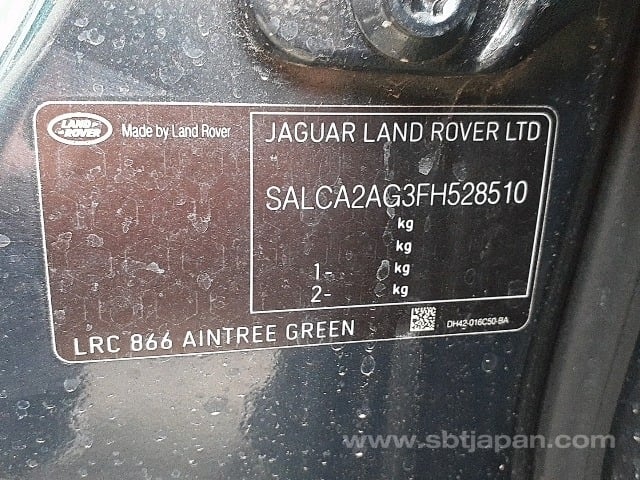 LAND ROVER
Made by Land Rover
JAGUAR LAND ROVER LTD
SALCA2AG3FH528510
kg
kg
1- kg
2- kg
LRC 866 AINTREE GREEN
DH42-016C50-BA
www.sbtjapan.com